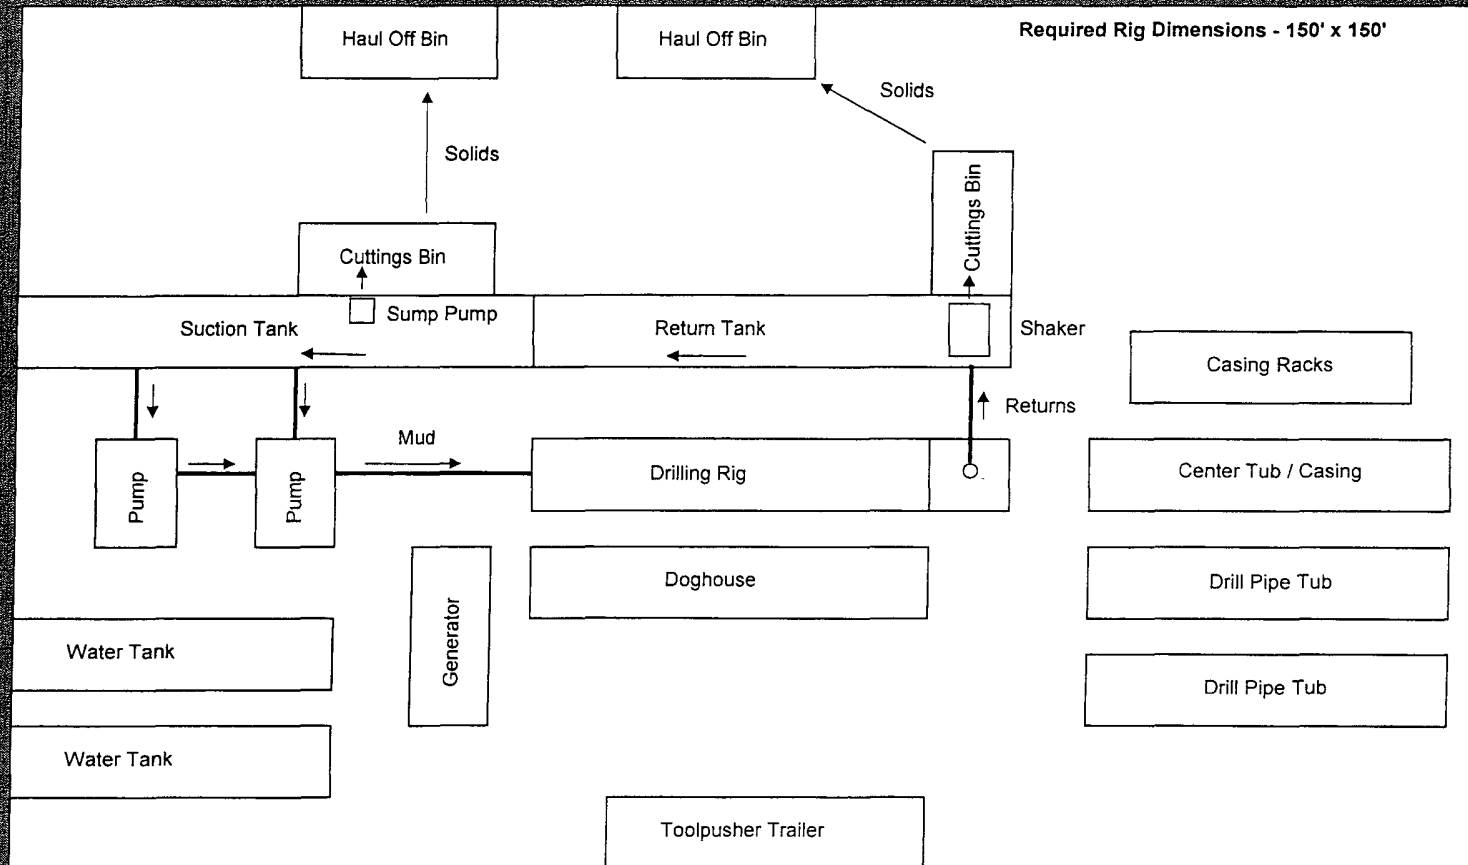 Required Rig Dimensions - 150' x 150'
Haul Off Bin
Haul Off Bin
Solids
Solids
Cuttings Bin
Cuttings Bin
Sump Pump
Suction Tank
Return Tank
Shaker
Casing Racks
Returns
Mud
Pump
Pump
Drilling Rig
Center Tub / Casing
Generator
Doghouse
Drill Pipe Tub
Water Tank
Drill Pipe Tub
Water Tank
Toolpusher Trailer